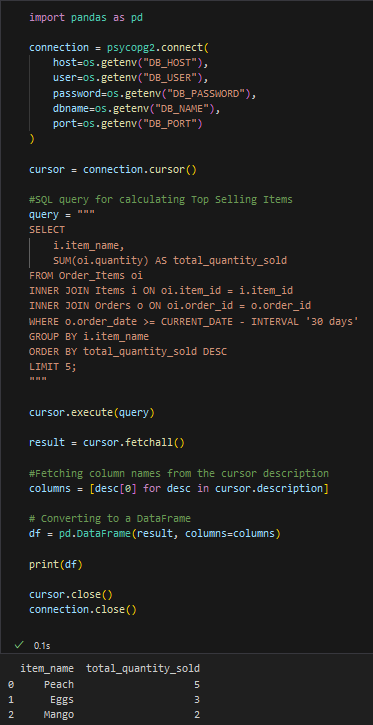 import pandas as pd
connection = psycopg2.connect(
host=os.getenv("DB_HOST"),
user=os.getenv("DB_USER"),
password=os.getenv("DB_PASSWORD"),
dbname=os.getenv("DB_NAME"),
port=os.getenv("DB_PORT")
)
cursor = connection.cursor()
#SQL query for calculating Top Selling Items
query = """
SELECT
i.item_name,
SUM(oi.quantity) AS total_quantity_sold
FROM Order_Items oi
INNER JOIN Items i ON oi.item_id = i.item_id
INNER JOIN Orders o ON oi.order_id = o.order_id
WHERE o.order_date >= CURRENT_DATE - INTERVAL '30 days'
GROUP BY i.item_name
ORDER BY total_quantity_sold DESC
LIMIT 5;
"""
cursor.execute(query)
result = cursor.fetchall()
#Fetching column names from the cursor description
columns = [desc[0] for desc in cursor.description]
# Converting to a DataFrame
df = pd.DataFrame(result, columns=columns)
print(df)
cursor.close()
connection.close()
0.1s
item_name total_quantity_sold
0 Peach 5
1 Eggs 3
2 Mango 2